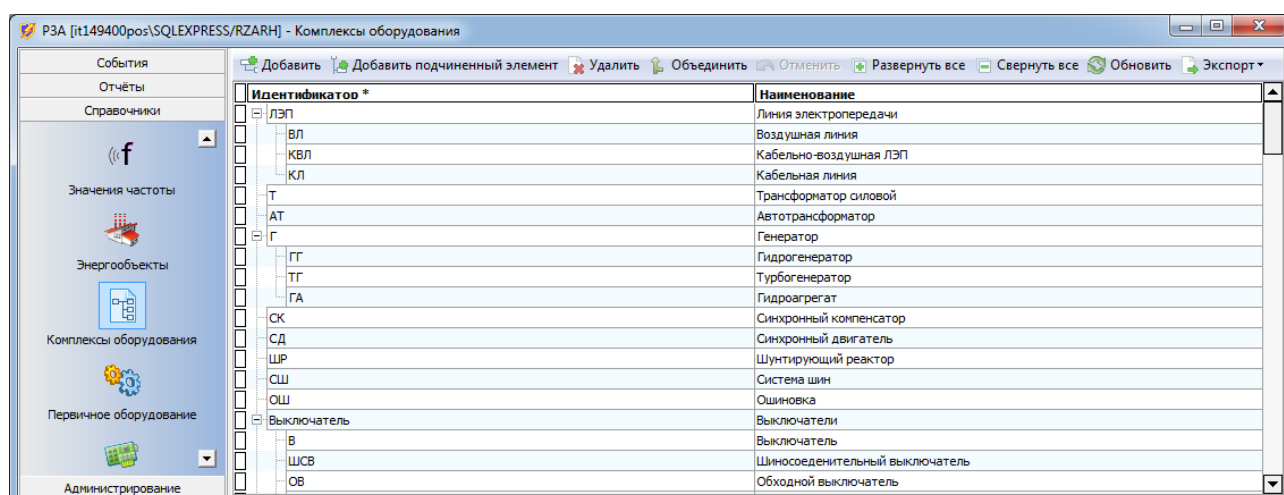 РЗА [it149400pos\SQLEXPRESS/RZARH] - Комплексы оборудования
События
Отчёты
Справочники
((f
Значения частоты
Энергообъекты
Комплексы оборудования
Первичное оборудование
Администрирование
Добавить Добавить подчиненный элемент Удалить Объединить Отменить Развернуть все Свернуть все Обновить Экспорт
Идентификатор * Наименование
ЛЭП Линия электропередачи
ВЛ Воздушная линия
КВЛ Кабельно-воздушная ЛЭП
КЛ Кабельная линия
Т Трансформатор силовой
АТ Автотрансформатор
Г Генератор
ГГ Гидрогенератор
ТГ Турбогенератор
ГА Гидроагрегат
СК Синхронный компенсатор
СД Синхронный двигатель
ШР Шунтирующий реактор
СШ Система шин
ОШ Ошиновка
Выключатель Выключатели
В Выключатель
ШСВ Шиносоеденительный выключатель
ОВ Обходной выключатель